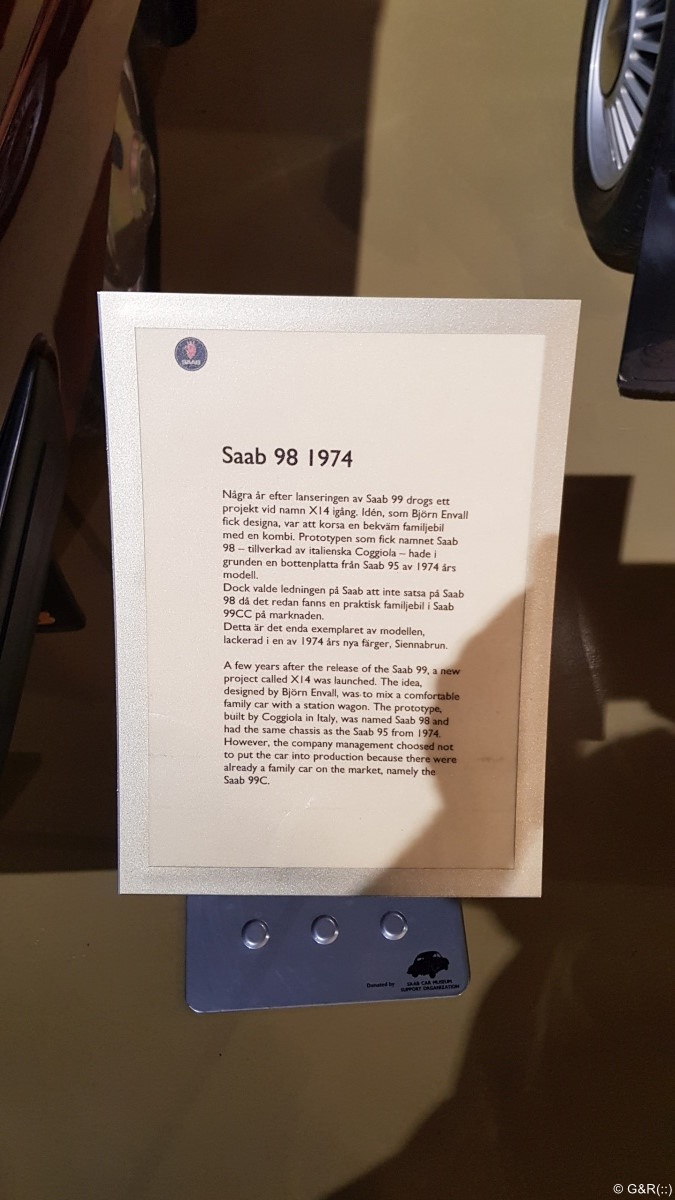 SAAB
Saab 98 1974
Några år efter lanseringen av Saab 99 drogs ett
projekt vid namn X14 igång. Idén, som Björn Envall
fick designa, var att korsa en bekväm familjebil
med en kombi. Prototypen som fick namnet Saab
98 – tillverkad av italienska Coggiola – hade i
grunden en bottenplatta från Saab 95 av 1974 års
modell.
Dock valde ledningen på Saab att inte satsa på Saab
98 då det redan fanns en praktisk familjebil i Saab
99CC på marknaden.
Detta är det enda exemplaret av modellen,
lackerad i en av 1974 års nya färger, Siennabrun.
A few years after the release of the Saab 99, a new
project called X14 was launched. The idea,
designed by Björn Envall, was to mix a comfortable
family car with a station wagon. The prototype,
built by Coggiola in Italy, was named Saab 98 and
had the same chassis as the Saab 95 from 1974.
However, the company management choosed not
to put the car into production because there were
already a family car on the market, namely the
Saab 99C.
Donated by SAAB CAR MUSEUM
SUPPORT ORGANIZATION
© G&R(::)